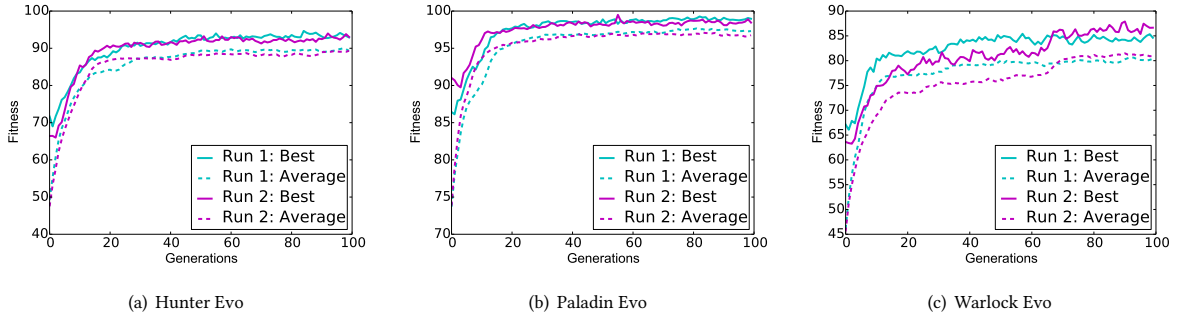 100
90
80
70
60
50
40
Fitness
0 20 40 60 80 100
Generations
Run 1: Best
Run 1: Average
Run 2: Best
Run 2: Average
(a) Hunter Evo
100
95
90
85
80
75
70
Fitness
0 20 40 60 80 100
Generations
Run 1: Best
Run 1: Average
Run 2: Best
Run 2: Average
(b) Paladin Evo
90
85
80
75
70
65
60
55
50
45
Fitness
0 20 40 60 80 100
Generations
Run 1: Best
Run 1: Average
Run 2: Best
Run 2: Average
(c) Warlock Evo